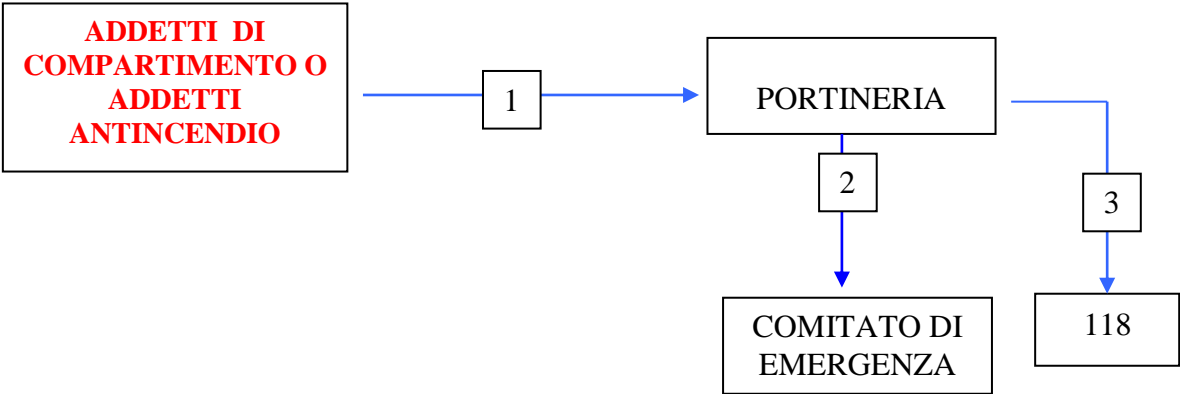 ADDETTI DI
COMPARTIMENTO O
ADDETTI
ANTINCENDIO
1
PORTINERIA
2
3
COMITATO DI
EMERGENZA
118